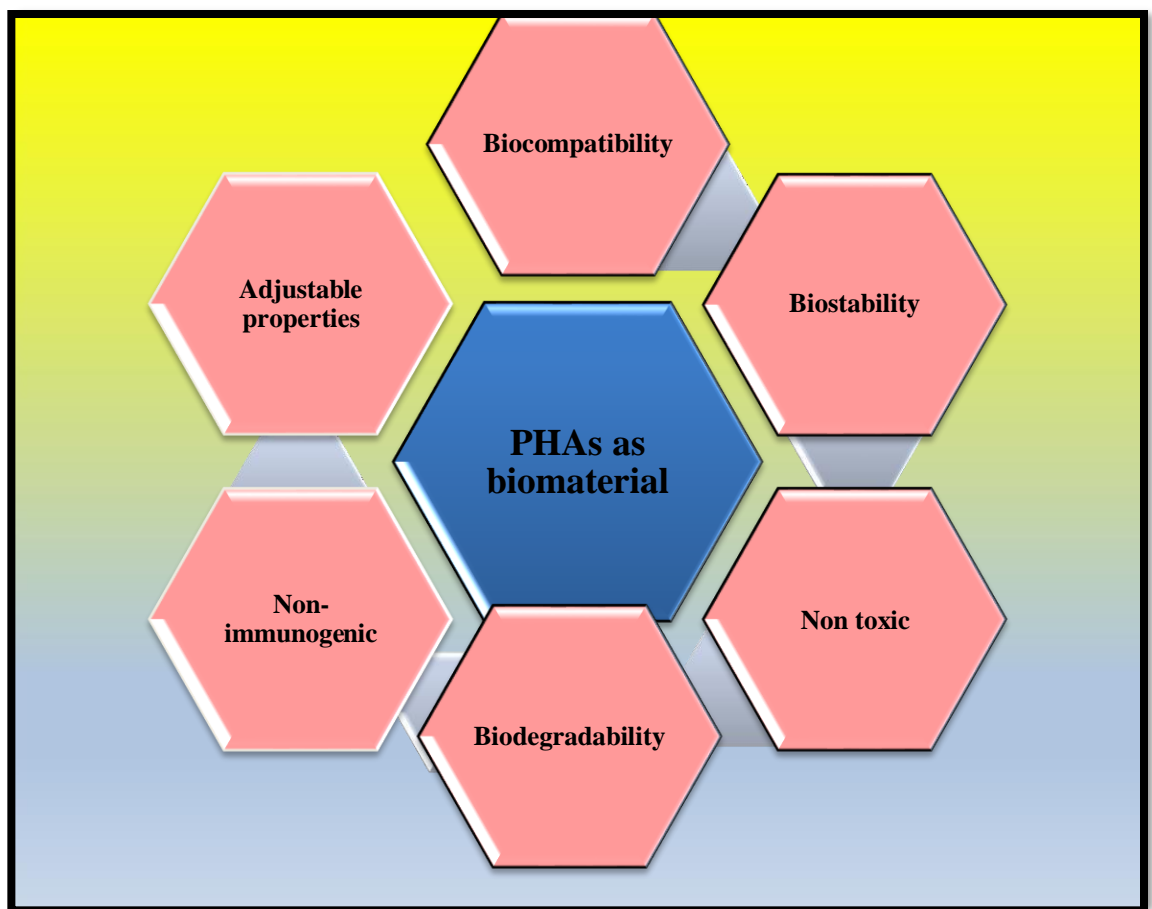 Biocompatibility
Biostability
Adjustable
properties
PHAs as
biomaterial
Non-
immunogenic
Non toxic
Biodegradability